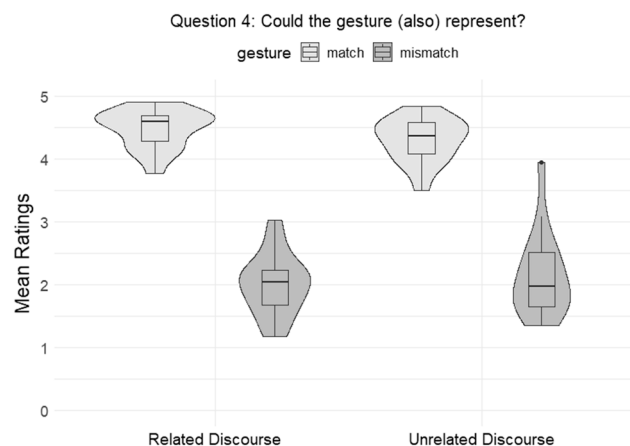 Question 4: Could the gesture (also) represent?
gesture match mismatch
5
4
3
2
1
0
Mean Ratings
Related Discourse Unrelated Discourse